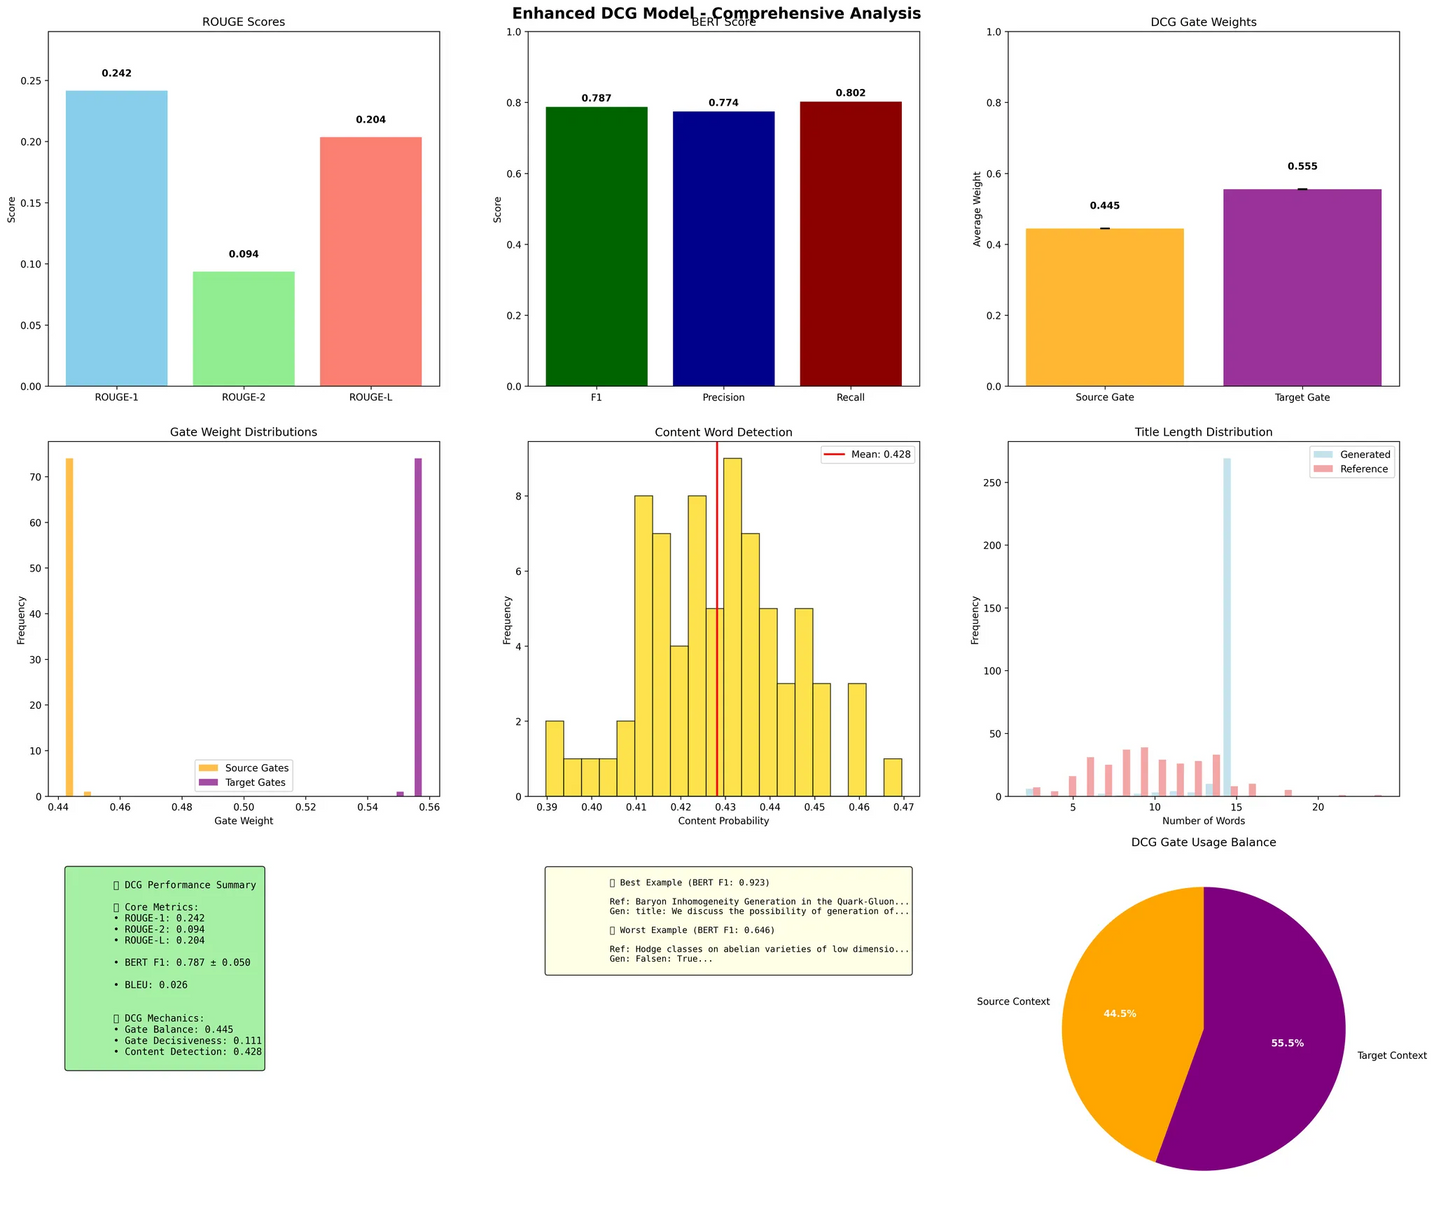 Enhanced DCG Model - Comprehensive Analysis
ROUGE Scores
Score
0.25
0.20
0.15
0.10
0.05
0.00
0.242
0.094
0.204
ROUGE-1
ROUGE-2
ROUGE-L
BERT Score
Score
1.0
0.8
0.6
0.4
0.2
0.0
0.787
0.774
0.802
F1
Precision
Recall
DCG Gate Weights
Average Weight
1.0
0.8
0.6
0.4
0.2
0.0
0.445
0.555
Source Gate
Target Gate
Gate Weight Distributions
Frequency
70
60
50
40
30
20
10
0
Source Gates
Target Gates
0.44
0.46
0.48
0.50
0.52
0.54
0.56
Gate Weight
Content Word Detection
Frequency
8
6
4
2
0
Mean: 0.428
0.39
0.40
0.41
0.42
0.43
0.44
0.45
0.46
0.47
Content Probability
Title Length Distribution
Frequency
250
200
150
100
50
0
Generated
Reference
5
10
15
20
Number of Words
DCG Performance Summary
Core Metrics:
• ROUGE-1: 0.242
• ROUGE-2: 0.094
• ROUGE-L: 0.204
• BERT F1: 0.787 ± 0.050
• BLEU: 0.026
DCG Mechanics:
• Gate Balance: 0.445
• Gate Decisiveness: 0.111
• Content Detection: 0.428
Best Example (BERT F1: 0.923)
Ref: Baryon Inhomogeneity Generation in the Quark-Gluon...
Gen: title: We discuss the possibility of generation of...
Worst Example (BERT F1: 0.646)
Ref: Hodge classes on abelian varieties of low dimensio...
Gen: Falsen: True...
DCG Gate Usage Balance
Source Context
44.5%
55.5%
Target Context